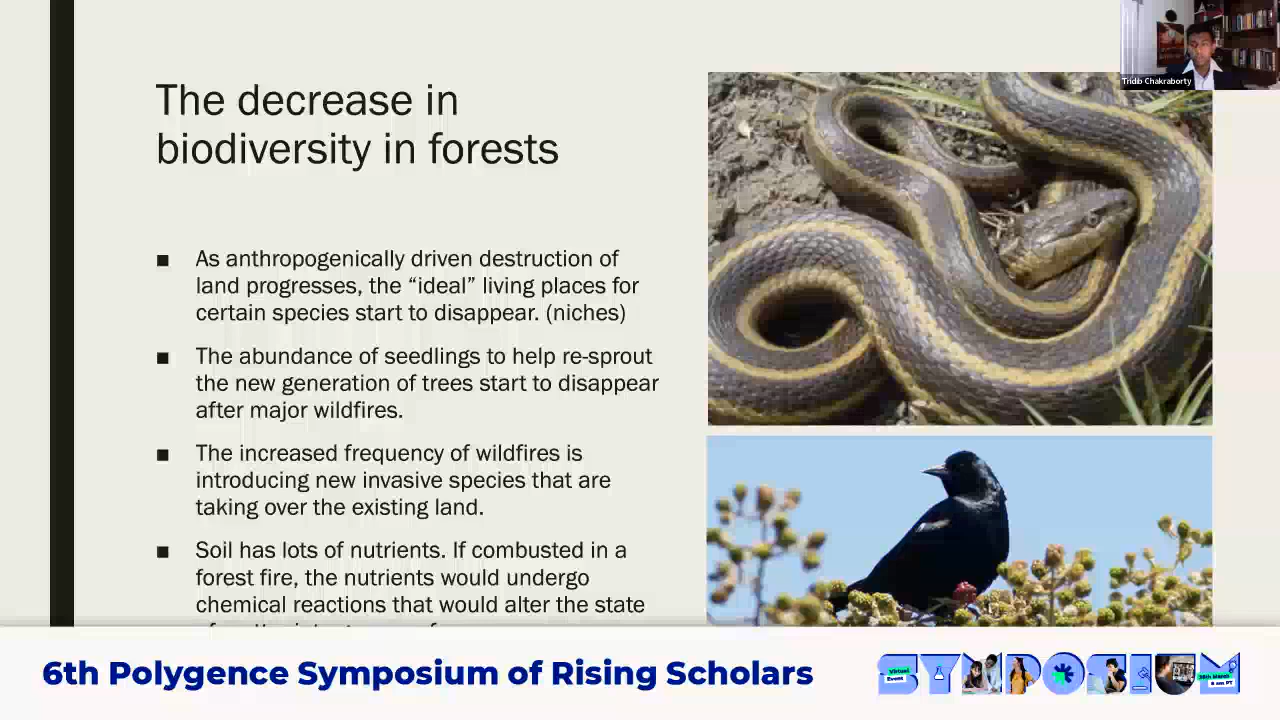 Tridib Chakraborty
The decrease in
biodiversity in forests
■ As anthropogenically driven destruction of
land progresses, the “ideal” living places for
certain species start to disappear. (niches)
■ The abundance of seedlings to help re-sprout
the new generation of trees start to disappear
after major wildfires.
■ The increased frequency of wildfires is
introducing new invasive species that are
taking over the existing land.
■ Soil has lots of nutrients. If combusted in a
forest fire, the nutrients would undergo
chemical reactions that would alter the state
6th Polygence Symposium of Rising Scholars
SYMPOSIUM
Virtual
Event